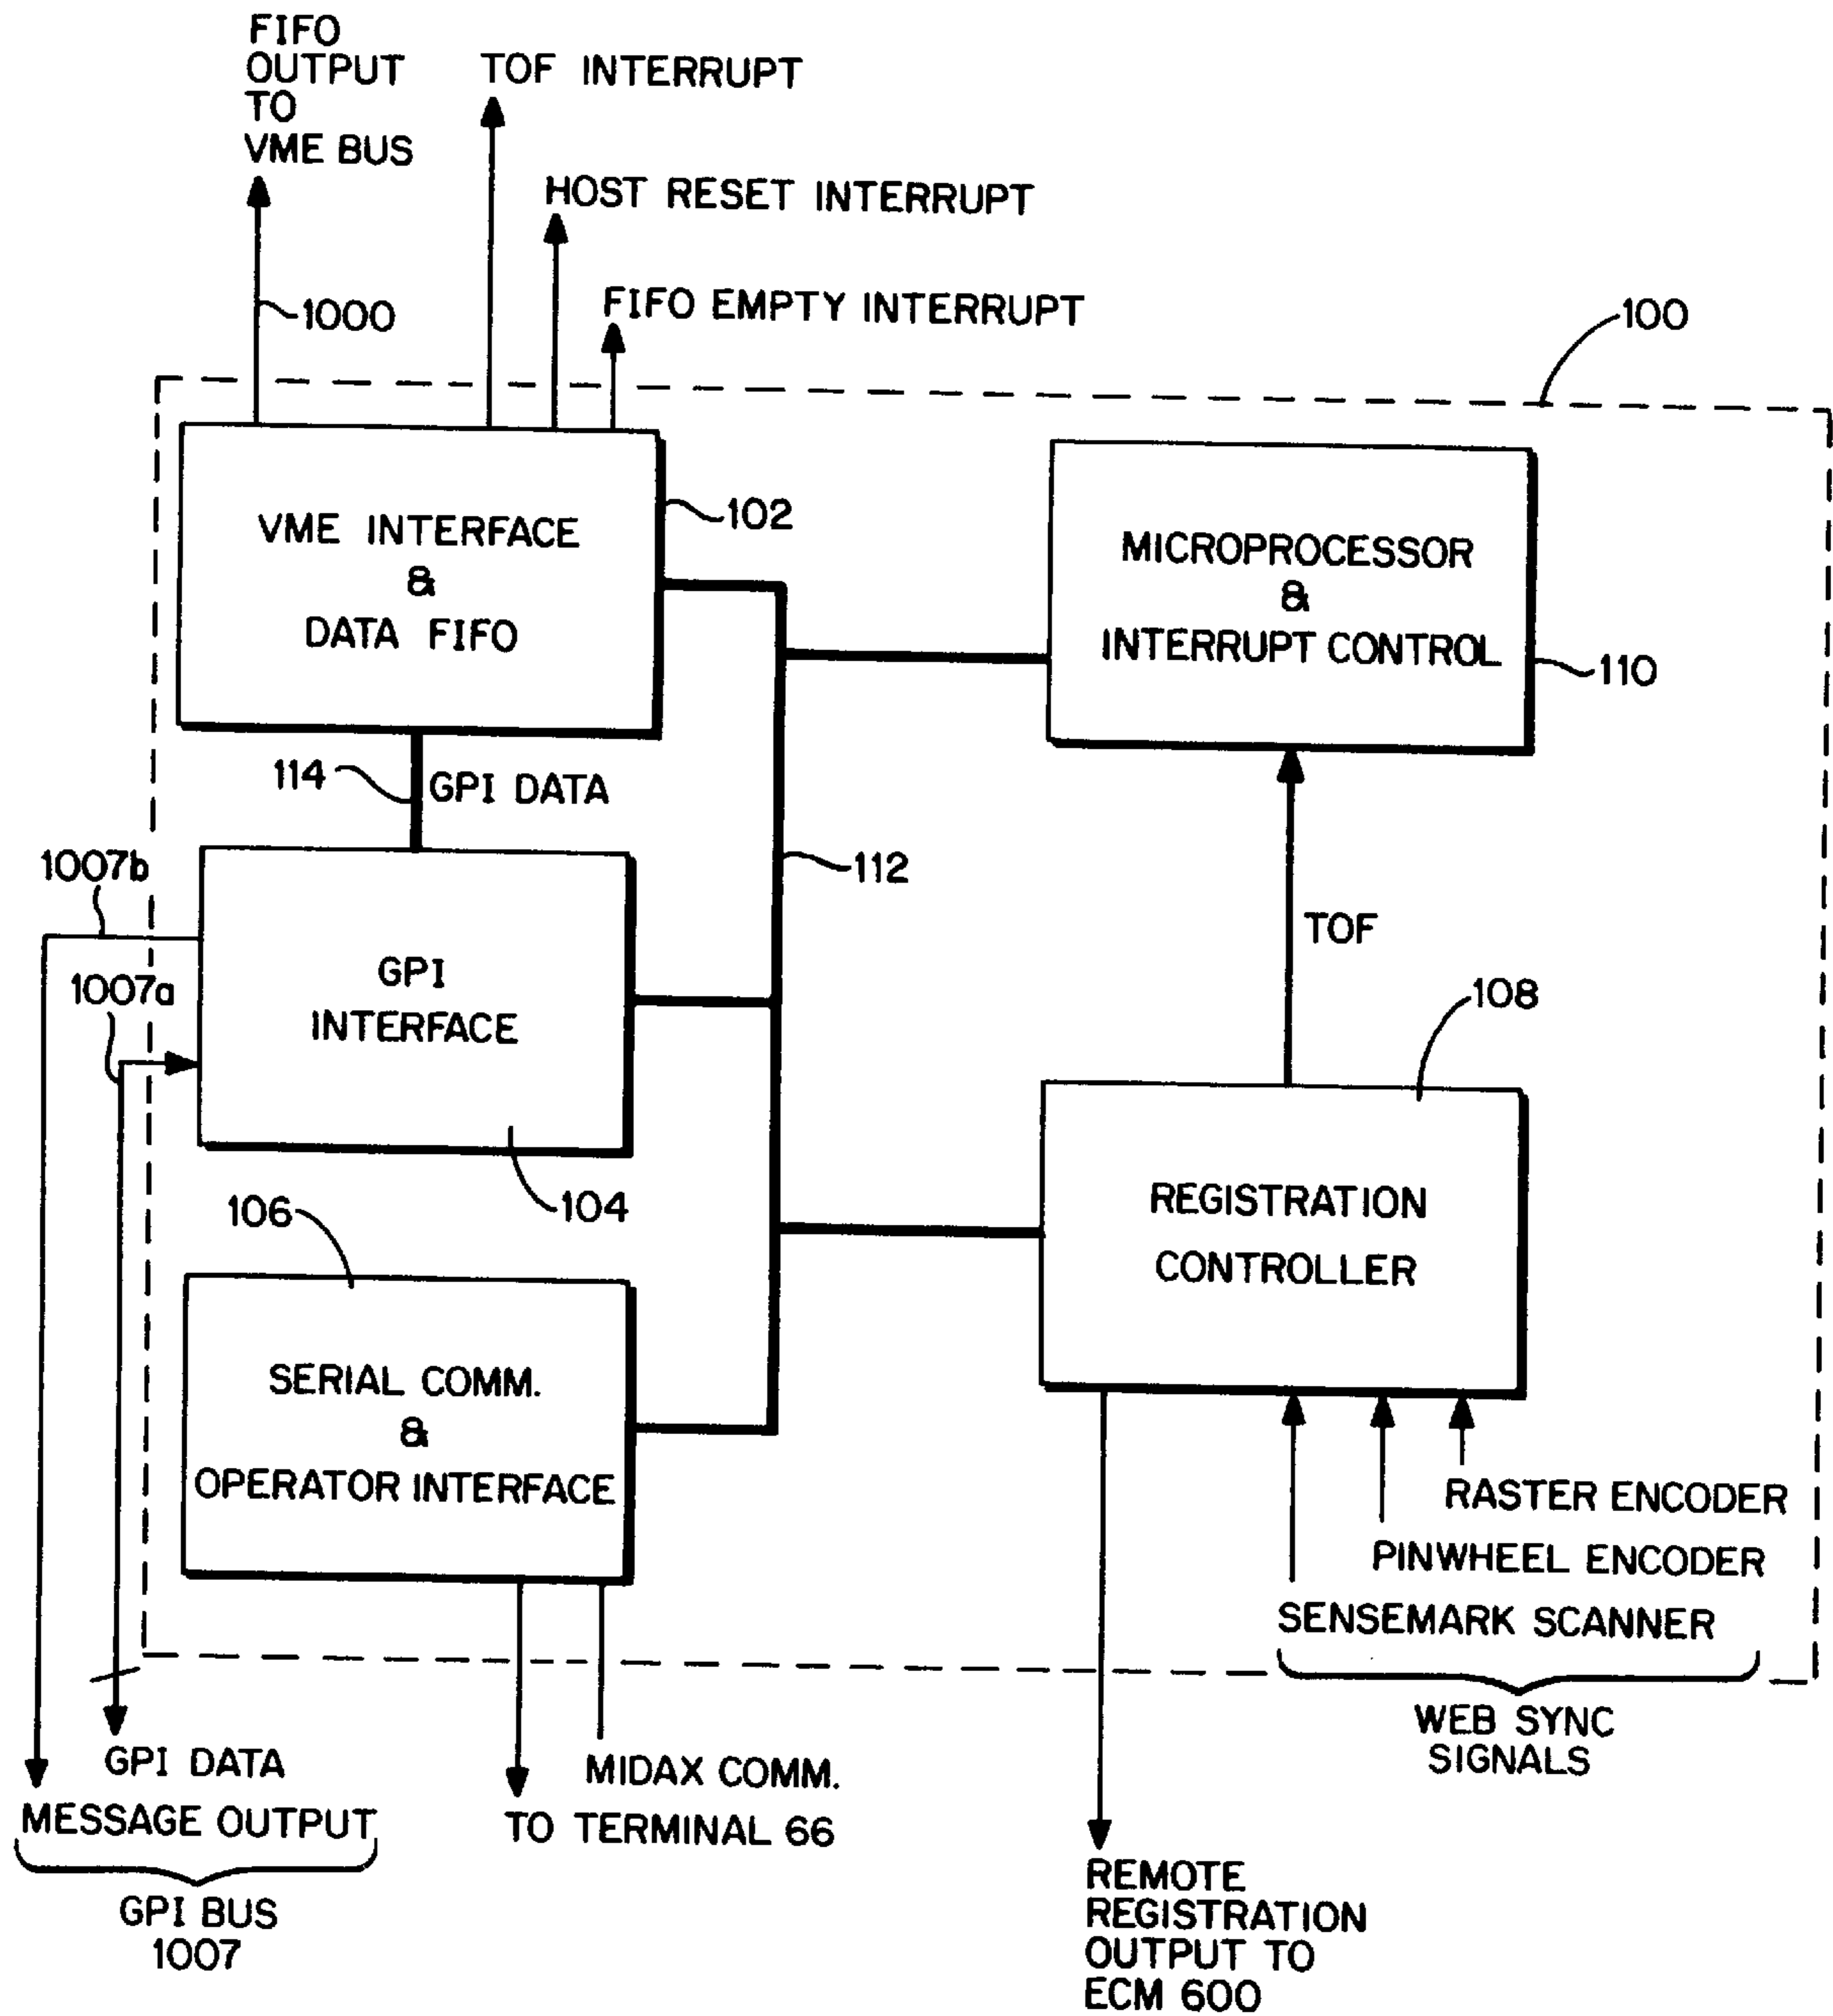 FIFO
OUTPUT
TO
VME BUS
TOF INTERRUPT
HOST RESET INTERRUPT
FIFO EMPTY INTERRUPT
1000
100
VME INTERFACE
&
DATA FIFO
102
MICROPROCESSOR
&
INTERRUPT CONTROL
110
114
GPI DATA
112
1007b
1007a
GPI
INTERFACE
104
TOF
108
REGISTRATION
CONTROLLER
106
SERIAL COMM.
&
OPERATOR INTERFACE
RASTER ENCODER
PINWHEEL ENCODER
SENSEMARK SCANNER
WEB SYNC
SIGNALS
GPI DATA
MESSAGE OUTPUT
GPI BUS
1007
MIDAX COMM.
TO TERMINAL 66
REMOTE
REGISTRATION
OUTPUT TO
ECM 600